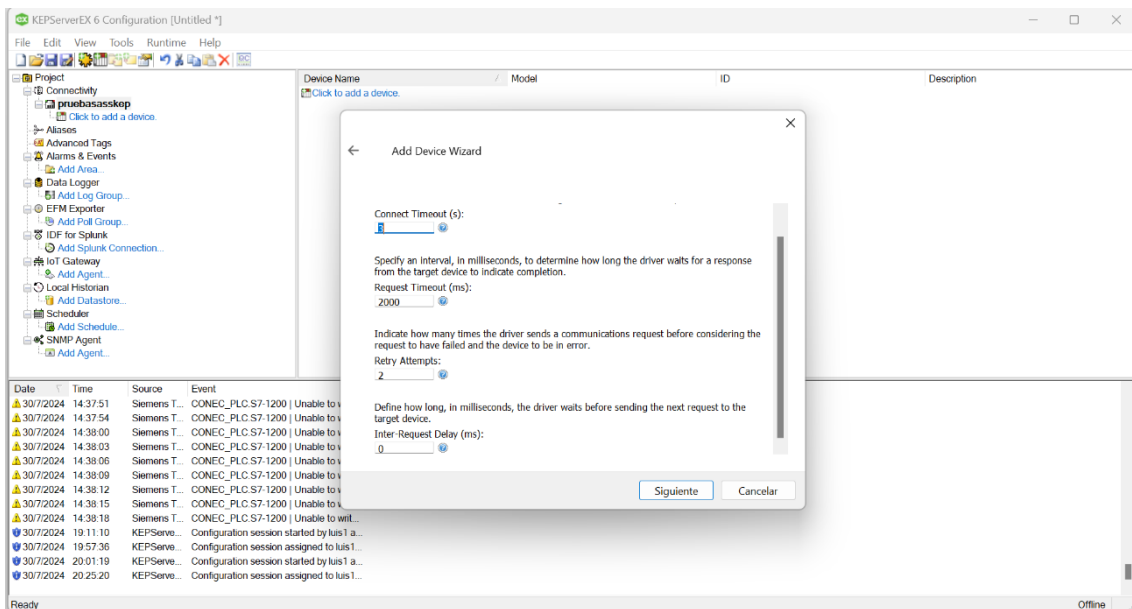 KEPServerEX 6 Configuration [Untitled *]
File Edit View Tools Runtime Help
Project
Connectivity
pruebasasskep
Click to add a device.
Aliases
Advanced Tags
Alarms & Events
Add Area...
Data Logger
Add Log Group...
EFM Exporter
Add Poll Group...
IDF for Splunk
Add Splunk Connection...
IoT Gateway
Add Agent...
Local Historian
Add Datastore...
Scheduler
Add Schedule...
SNMP Agent
Add Agent...
Device Name Model ID Description
Click to add a device.
Add Device Wizard
Connect Timeout (s):
3
Specify an interval, in milliseconds, to determine how long the driver waits for a response
from the target device to indicate completion.
Request Timeout (ms):
2000
Indicate how many times the driver sends a communications request before considering the
request to have failed and the device to be in error.
Retry Attempts:
2
Define how long, in milliseconds, the driver waits before sending the next request to the
target device.
Inter-Request Delay (ms):
0
Siguiente Cancelar
Date Time Source Event
30/7/2024 14:37:51 Siemens T... CONEC_PLC.S7-1200 | Unable to
30/7/2024 14:37:54 Siemens T... CONEC_PLC.S7-1200 | Unable to
30/7/2024 14:38:00 Siemens T... CONEC_PLC.S7-1200 | Unable to
30/7/2024 14:38:03 Siemens T... CONEC_PLC.S7-1200 | Unable to
30/7/2024 14:38:06 Siemens T... CONEC_PLC.S7-1200 | Unable to
30/7/2024 14:38:09 Siemens T... CONEC_PLC.S7-1200 | Unable to
30/7/2024 14:38:12 Siemens T... CONEC_PLC.S7-1200 | Unable to
30/7/2024 14:38:15 Siemens T... CONEC_PLC.S7-1200 | Unable to
30/7/2024 14:38:18 Siemens T... CONEC_PLC.S7-1200 | Unable to writ...
30/7/2024 19:11:10 KEPServe... Configuration session started by luis1 a...
30/7/2024 19:57:36 KEPServe... Configuration session assigned to luis1...
30/7/2024 20:01:19 KEPServe... Configuration session started by luis1 a...
30/7/2024 20:25:20 KEPServe... Configuration session assigned to luis1...
Ready Offline